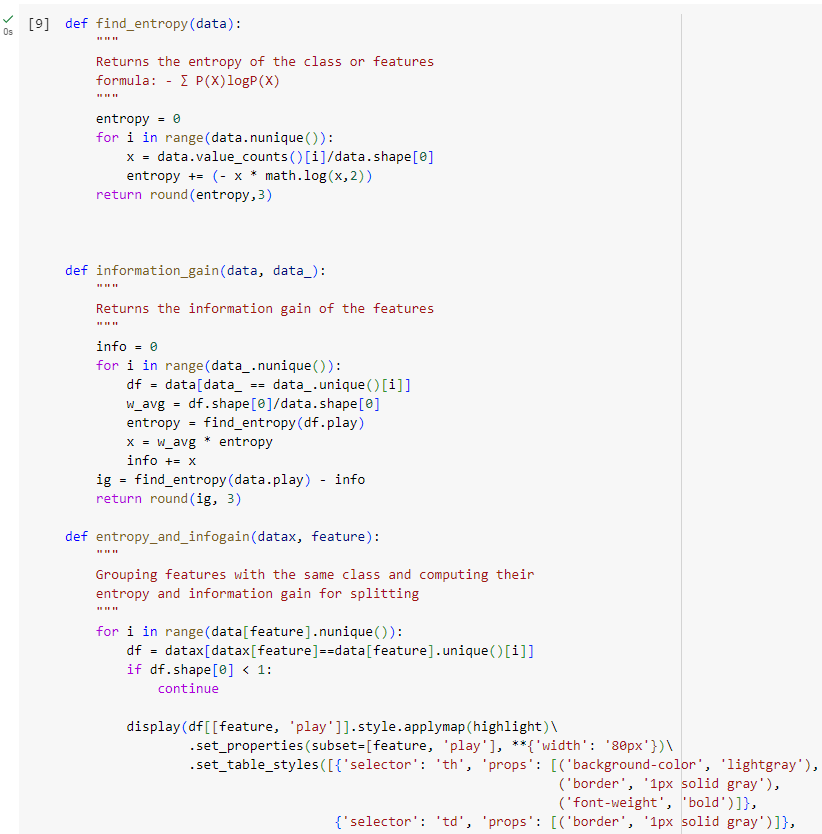 [9] def find_entropy(data):
"""
Returns the entropy of the class or features
formula: - ∑ P(X)logP(X)
"""
entropy = 0
for i in range(data.nunique()):
x = data.value_counts()[i]/data.shape[0]
entropy += (- x * math.log(x,2))
return round(entropy,3)
0s
def information_gain(data, data_):
"""
Returns the information gain of the features
"""
info = 0
for i in range(data_.nunique()):
df = data[data_ == data_.unique()[i]]
w_avg = df.shape[0]/data.shape[0]
entropy = find_entropy(df.play)
x = w_avg * entropy
info += x
ig = find_entropy(data.play) - info
return round(ig, 3)
def entropy_and_infogain(datax, feature):
"""
Grouping features with the same class and computing their
entropy and information gain for splitting
"""
for i in range(data[feature].nunique()):
df = datax[datax[feature]==data[feature].unique()[i]]
if df.shape[0] < 1:
continue
display(df[[feature, 'play']].style.applymap(highlight)\
.set_properties(subset=[feature, 'play'], **{'width': '80px'})\
.set_table_styles([{'selector': 'th', 'props': [('background-color', 'lightgray'),
('border', '1px solid gray'),
('font-weight', 'bold')]},
{'selector': 'td', 'props': [('border', '1px solid gray')]},